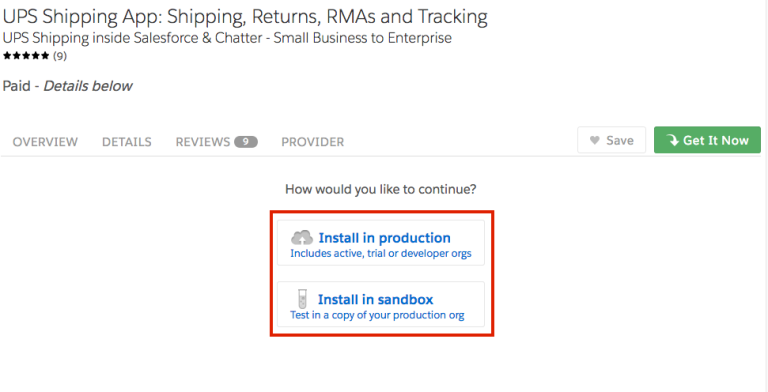 UPS Shipping App: Shipping, Returns, RMAs and Tracking
UPS Shipping inside Salesforce & Chatter - Small Business to Enterprise
★★★★★ (9)
Paid - Details below
OVERVIEW DETAILS REVIEWS 9 PROVIDER Save Get It Now
How would you like to continue?
Install in production
Includes active, trial or developer orgs
Install in sandbox
Test in a copy of your production org